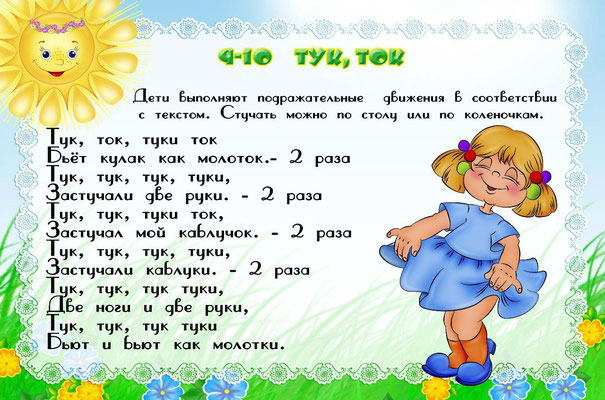 9-10 ТУК, ТОК
Дети выполняют подражательные движения в соответствии
с текстом. Стучать можно по столу или по коленочкам.
Тук, ток, туки ток
Бьёт кулак как молоток.- 2 раза
Тук, тук, тук, туки,
Застучали две руки. - 2 раза
Тук, тук, туки ток,
Застучал мой каблучок. - 2 раза
Тук, тук, тук, туки,
Застучали каблуки. - 2 раза
Тук, тук, тук туки,
Две ноги и две руки,
Тук, тук, тук туки
Бьют и бьют как молотки.